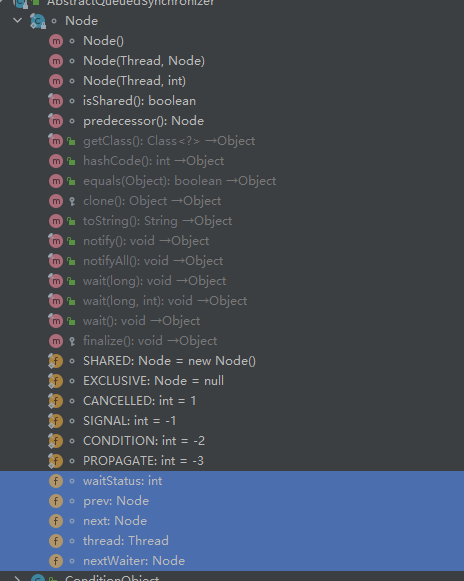 AbstractQueuedSynchronizer
Node
Node()
Node(Thread, Node)
Node(Thread, int)
isShared(): boolean
predecessor(): Node
getClass(): Class<?> →Object
hashCode(): int →Object
equals(Object): boolean →Object
clone(): Object →Object
toString(): String →Object
notify(): void →Object
notifyAll(): void →Object
wait(long): void →Object
wait(long, int): void →Object
wait(): void →Object
finalize(): void →Object
SHARED: Node = new Node()
EXCLUSIVE: Node = null
CANCELLED: int = 1
SIGNAL: int = -1
CONDITION: int = -2
PROPAGATE: int = -3
waitStatus: int
prev: Node
next: Node
thread: Thread
nextWaiter: Node
ConditionObject